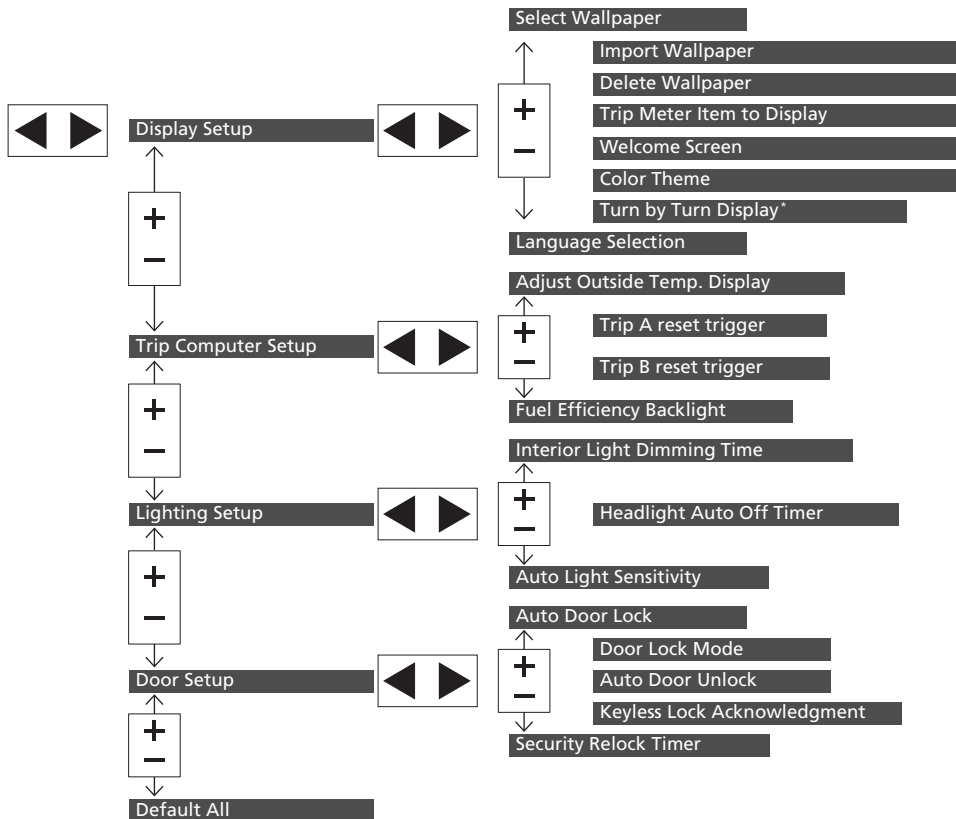 Select Wallpaper
Import Wallpaper
Delete Wallpaper
Display Setup
Trip Meter Item to Display
Welcome Screen
Color Theme
Turn by Turn Display*
Language Selection
Adjust Outside Temp. Display
Trip Computer Setup
Trip A reset trigger
Trip B reset trigger
Fuel Efficiency Backlight
Interior Light Dimming Time
Lighting Setup
Headlight Auto Off Timer
Auto Light Sensitivity
Auto Door Lock
Door Setup
Door Lock Mode
Auto Door Unlock
Keyless Lock Acknowledgment
Security Relock Timer
Default All